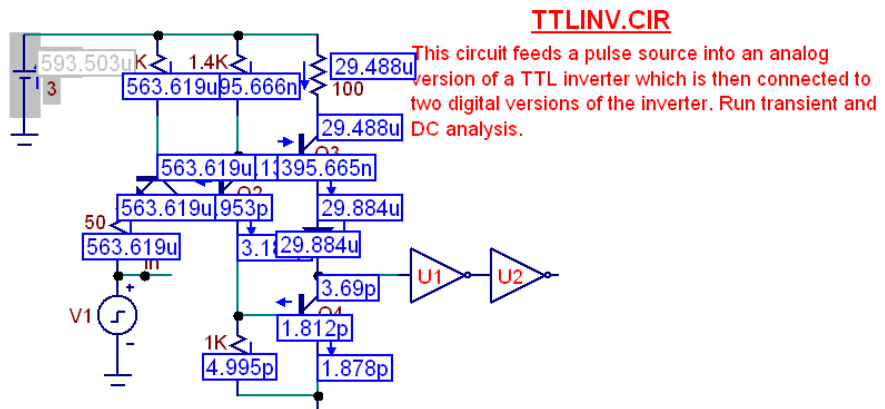 TTLINV.CIR
This circuit feeds a pulse source into an analog
version of a TTL inverter which is then connected to
two digital versions of the inverter. Run transient and
DC analysis.
593.503u
K
1.4K
29.488u
563.619u
95.666n
3
100
29.488u
563.619u
395.665n
563.619u
.953p
29.884u
50
563.619u
3.18
29.884u
in
U1
U2
3.69p
V1
1.812p
1K
4.995p
1.878p